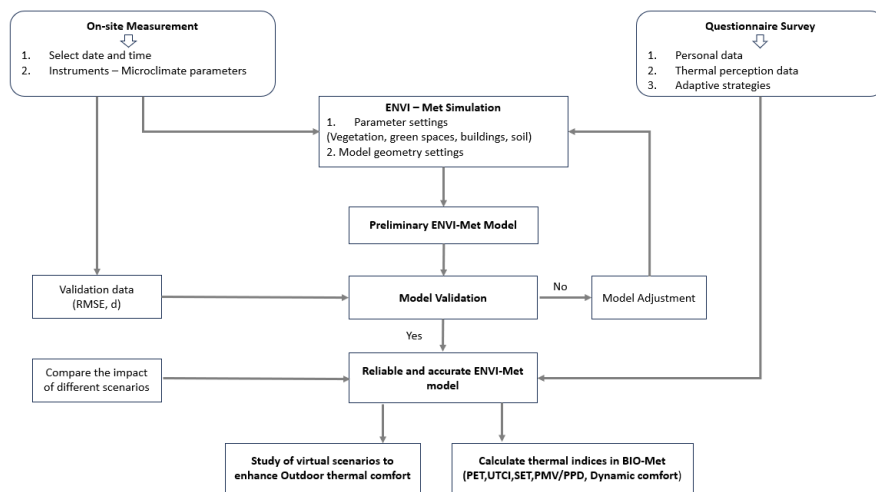 On-site Measurement
1. Select date and time
2. Instruments – Microclimate parameters
Questionnaire Survey
1. Personal data
2. Thermal perception data
3. Adaptive strategies
ENVI – Met Simulation
1. Parameter settings
(Vegetation, green spaces, buildings, soil)
2. Model geometry settings
Preliminary ENVI-Met Model
Validation data
(RMSE, d)
Model Validation
No
Model Adjustment
Yes
Compare the impact
of different scenarios
Reliable and accurate ENVI-Met
model
Study of virtual scenarios to
enhance Outdoor thermal comfort
Calculate thermal indices in BIO-Met
(PET,UTCI,SET,PMV/PPD, Dynamic comfort)